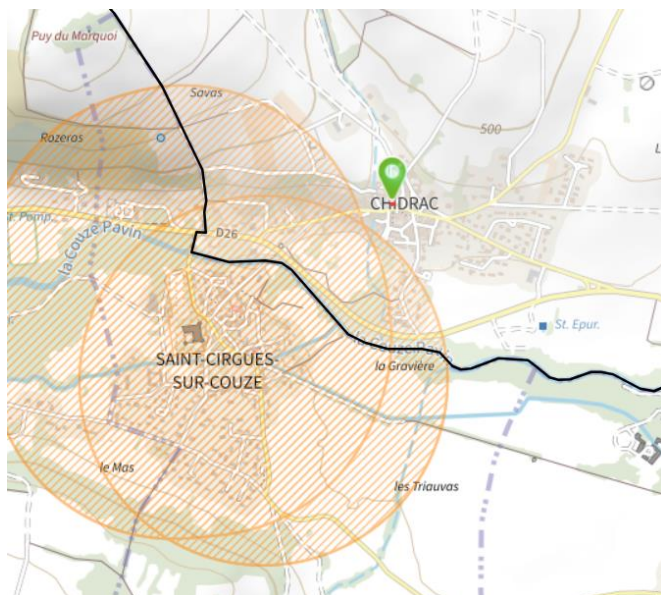 Puy du Marquoi
Savas
Rozeras
500
CHIDRAC
St. Pomp.
la Couze Pavin
D26
St. Epur.
SAINT-CIRGUES-
SUR-COUZE
la Gravière
le Mas
les Triauvas